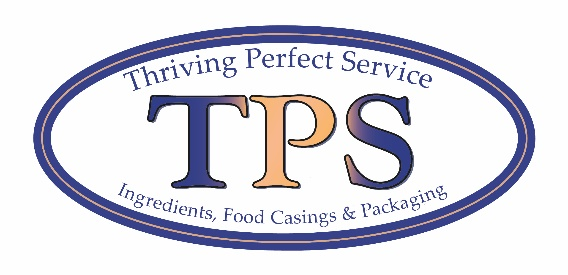 Thriving Perfect Service
TPS
Ingredients, Food Casings & Packaging